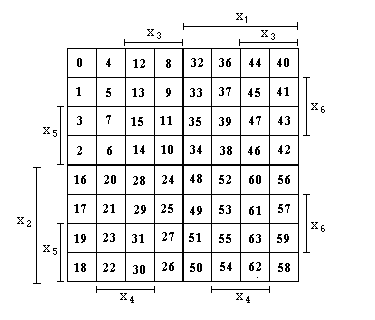 X1
X3 X3
0 4 12 8 32 36 44 40
1 5 13 9 33 37 45 41
X6
3 7 15 11 35 39 47 43
X5
2 6 14 10 34 38 46 42
16 20 28 24 48 52 60 56
X2
17 21 29 25 49 53 61 57
X6
19 23 31 27 51 55 63 59
X5
18 22 30 26 50 54 62 58
X4 X4